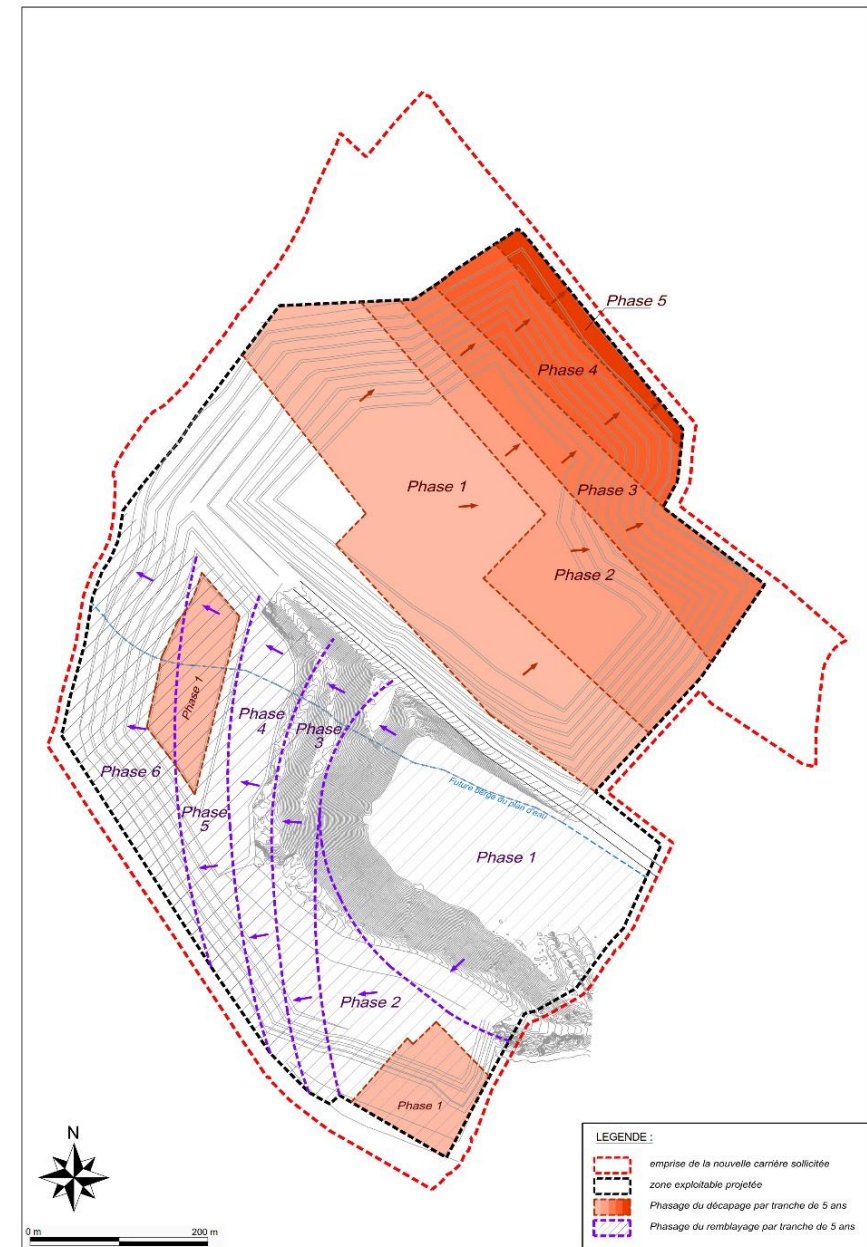 Phase 5
Phase 4
Phase 1
Phase 3
Phase 2
Phase 1
Phase
4
Phase
3
Phase 6
Phase
5
Future berge du plan d'eau
Phase 1
Phase 2
Phase 1
N
0 m
200 m
LEGENDE :
emprise de la nouvelle carrière sollicitée
zone exploitable projetée
Phasage du décapage par tranche de 5 ans
Phasage du remblayage par tranche de 5 ans